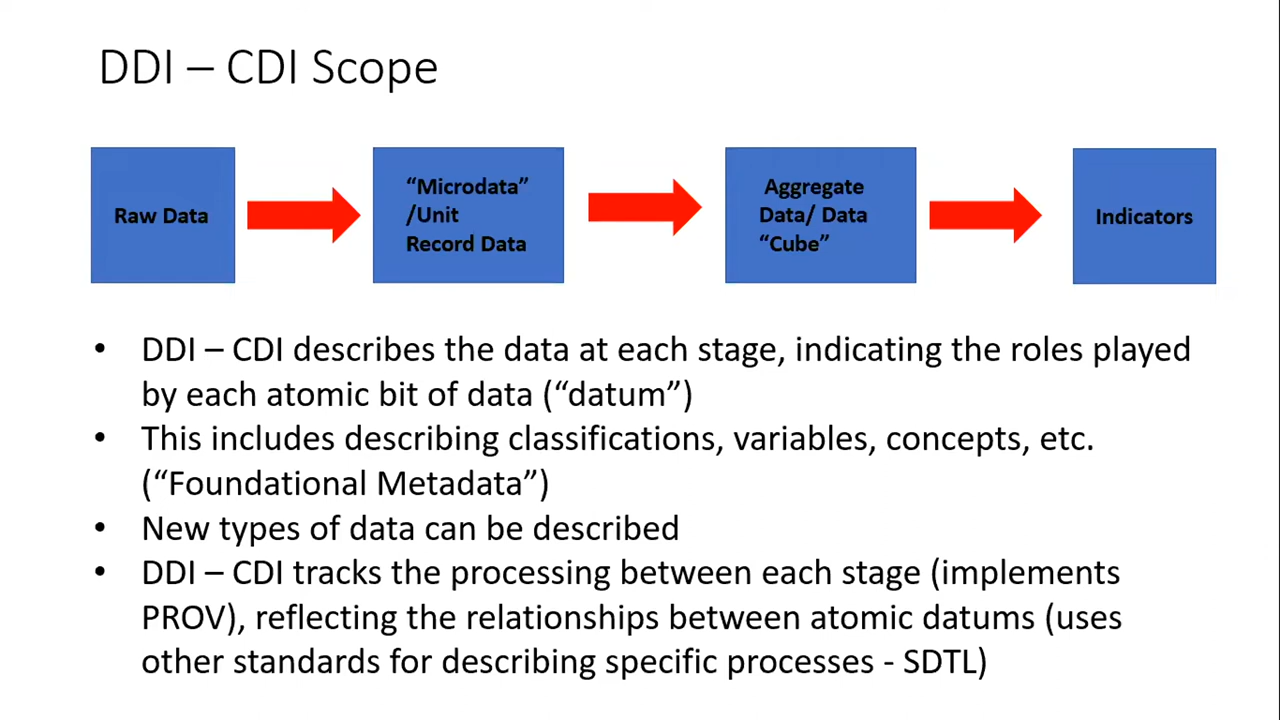 DDI – CDI Scope
Raw Data
“Microdata”
/Unit
Record Data
Aggregate
Data/ Data
“Cube”
Indicators
• DDI – CDI describes the data at each stage, indicating the roles played
by each atomic bit of data (“datum”)
• This includes describing classifications, variables, concepts, etc.
(“Foundational Metadata”)
• New types of data can be described
• DDI – CDI tracks the processing between each stage (implements
PROV), reflecting the relationships between atomic datums (uses
other standards for describing specific processes - SDTL)